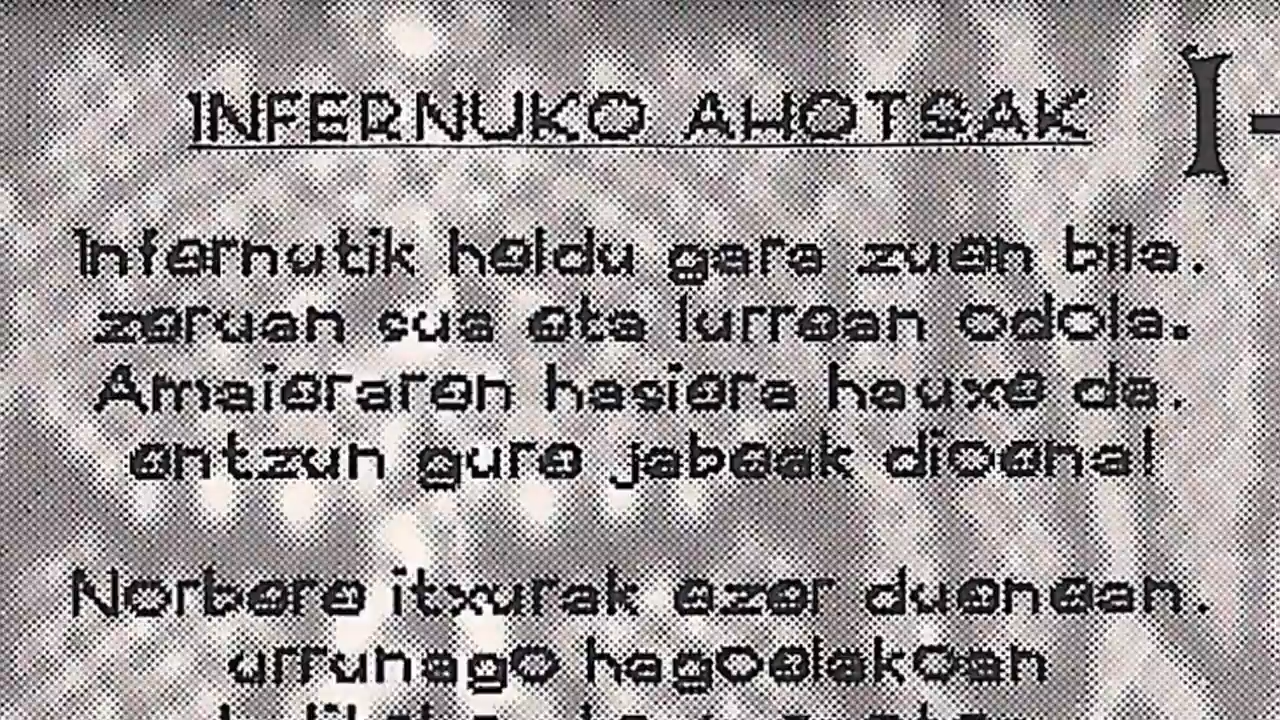 INFERNUKO AHOTSAK
I-
Infernutik heldu gara zuen bila.
zeruan sua eta lurrean odola.
Amaieraren hasiera hauxe da.
entzun gure jabeak dioena!
Norbere itxurak ezer duenean.
urrunago hagoelakoan